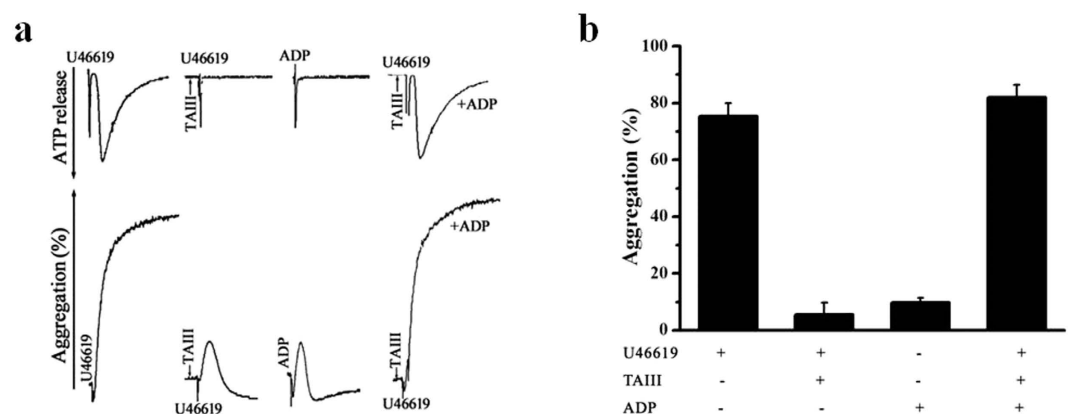 a
U46619
U46619
ADP
TAIII
TAIII
+ADP
ATP release
Aggregation (%)
+ADP
U46619
TAIII
U46619
ADP
TAIII
U46619
b
Aggregation (%)
100
80
60
40
20
0
U46619 + + - +
TAIII - + - +
ADP - - + +